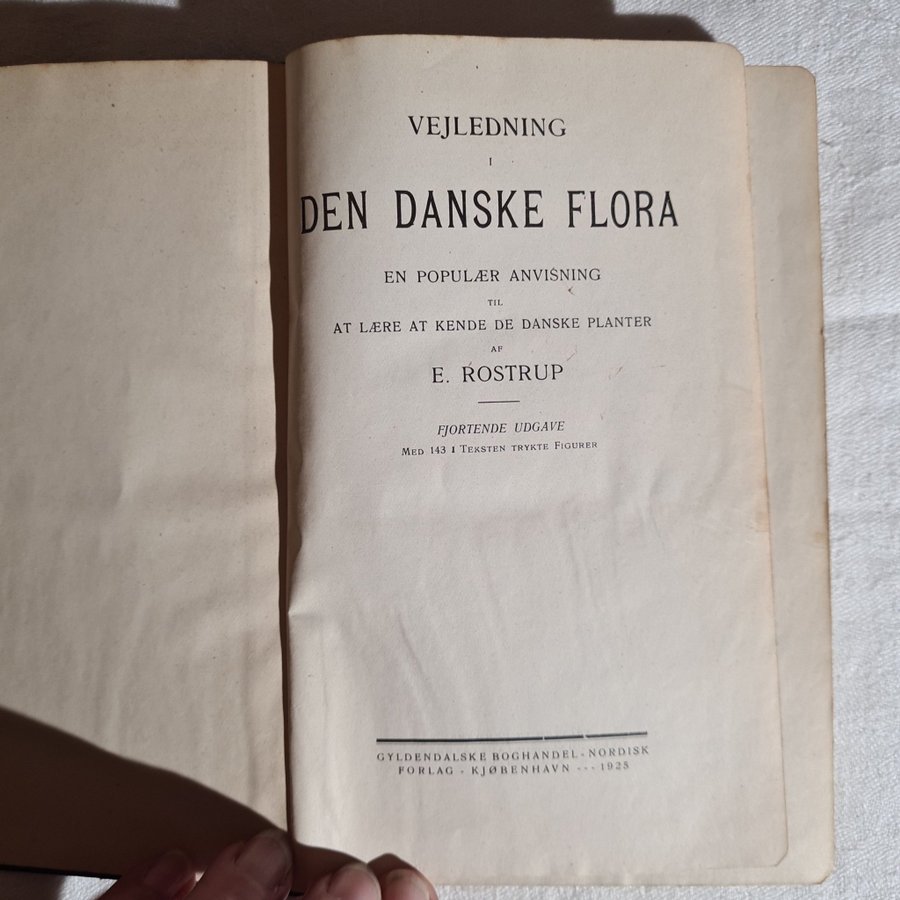 VEJLEDNING
I
DEN DANSKE FLORA
EN POPULÆR ANVISNING
TIL
AT LÆRE AT KENDE DE DANSKE PLANTER
AF
E. ROSTRUP
FJORTENDE UDGAVE
MED 143 I TEKSTEN TRYKTE FIGURER
GYLDENDALSKE BOGHANDEL - NORDISK
FORLAG - KJØBENHAVN --- 1925